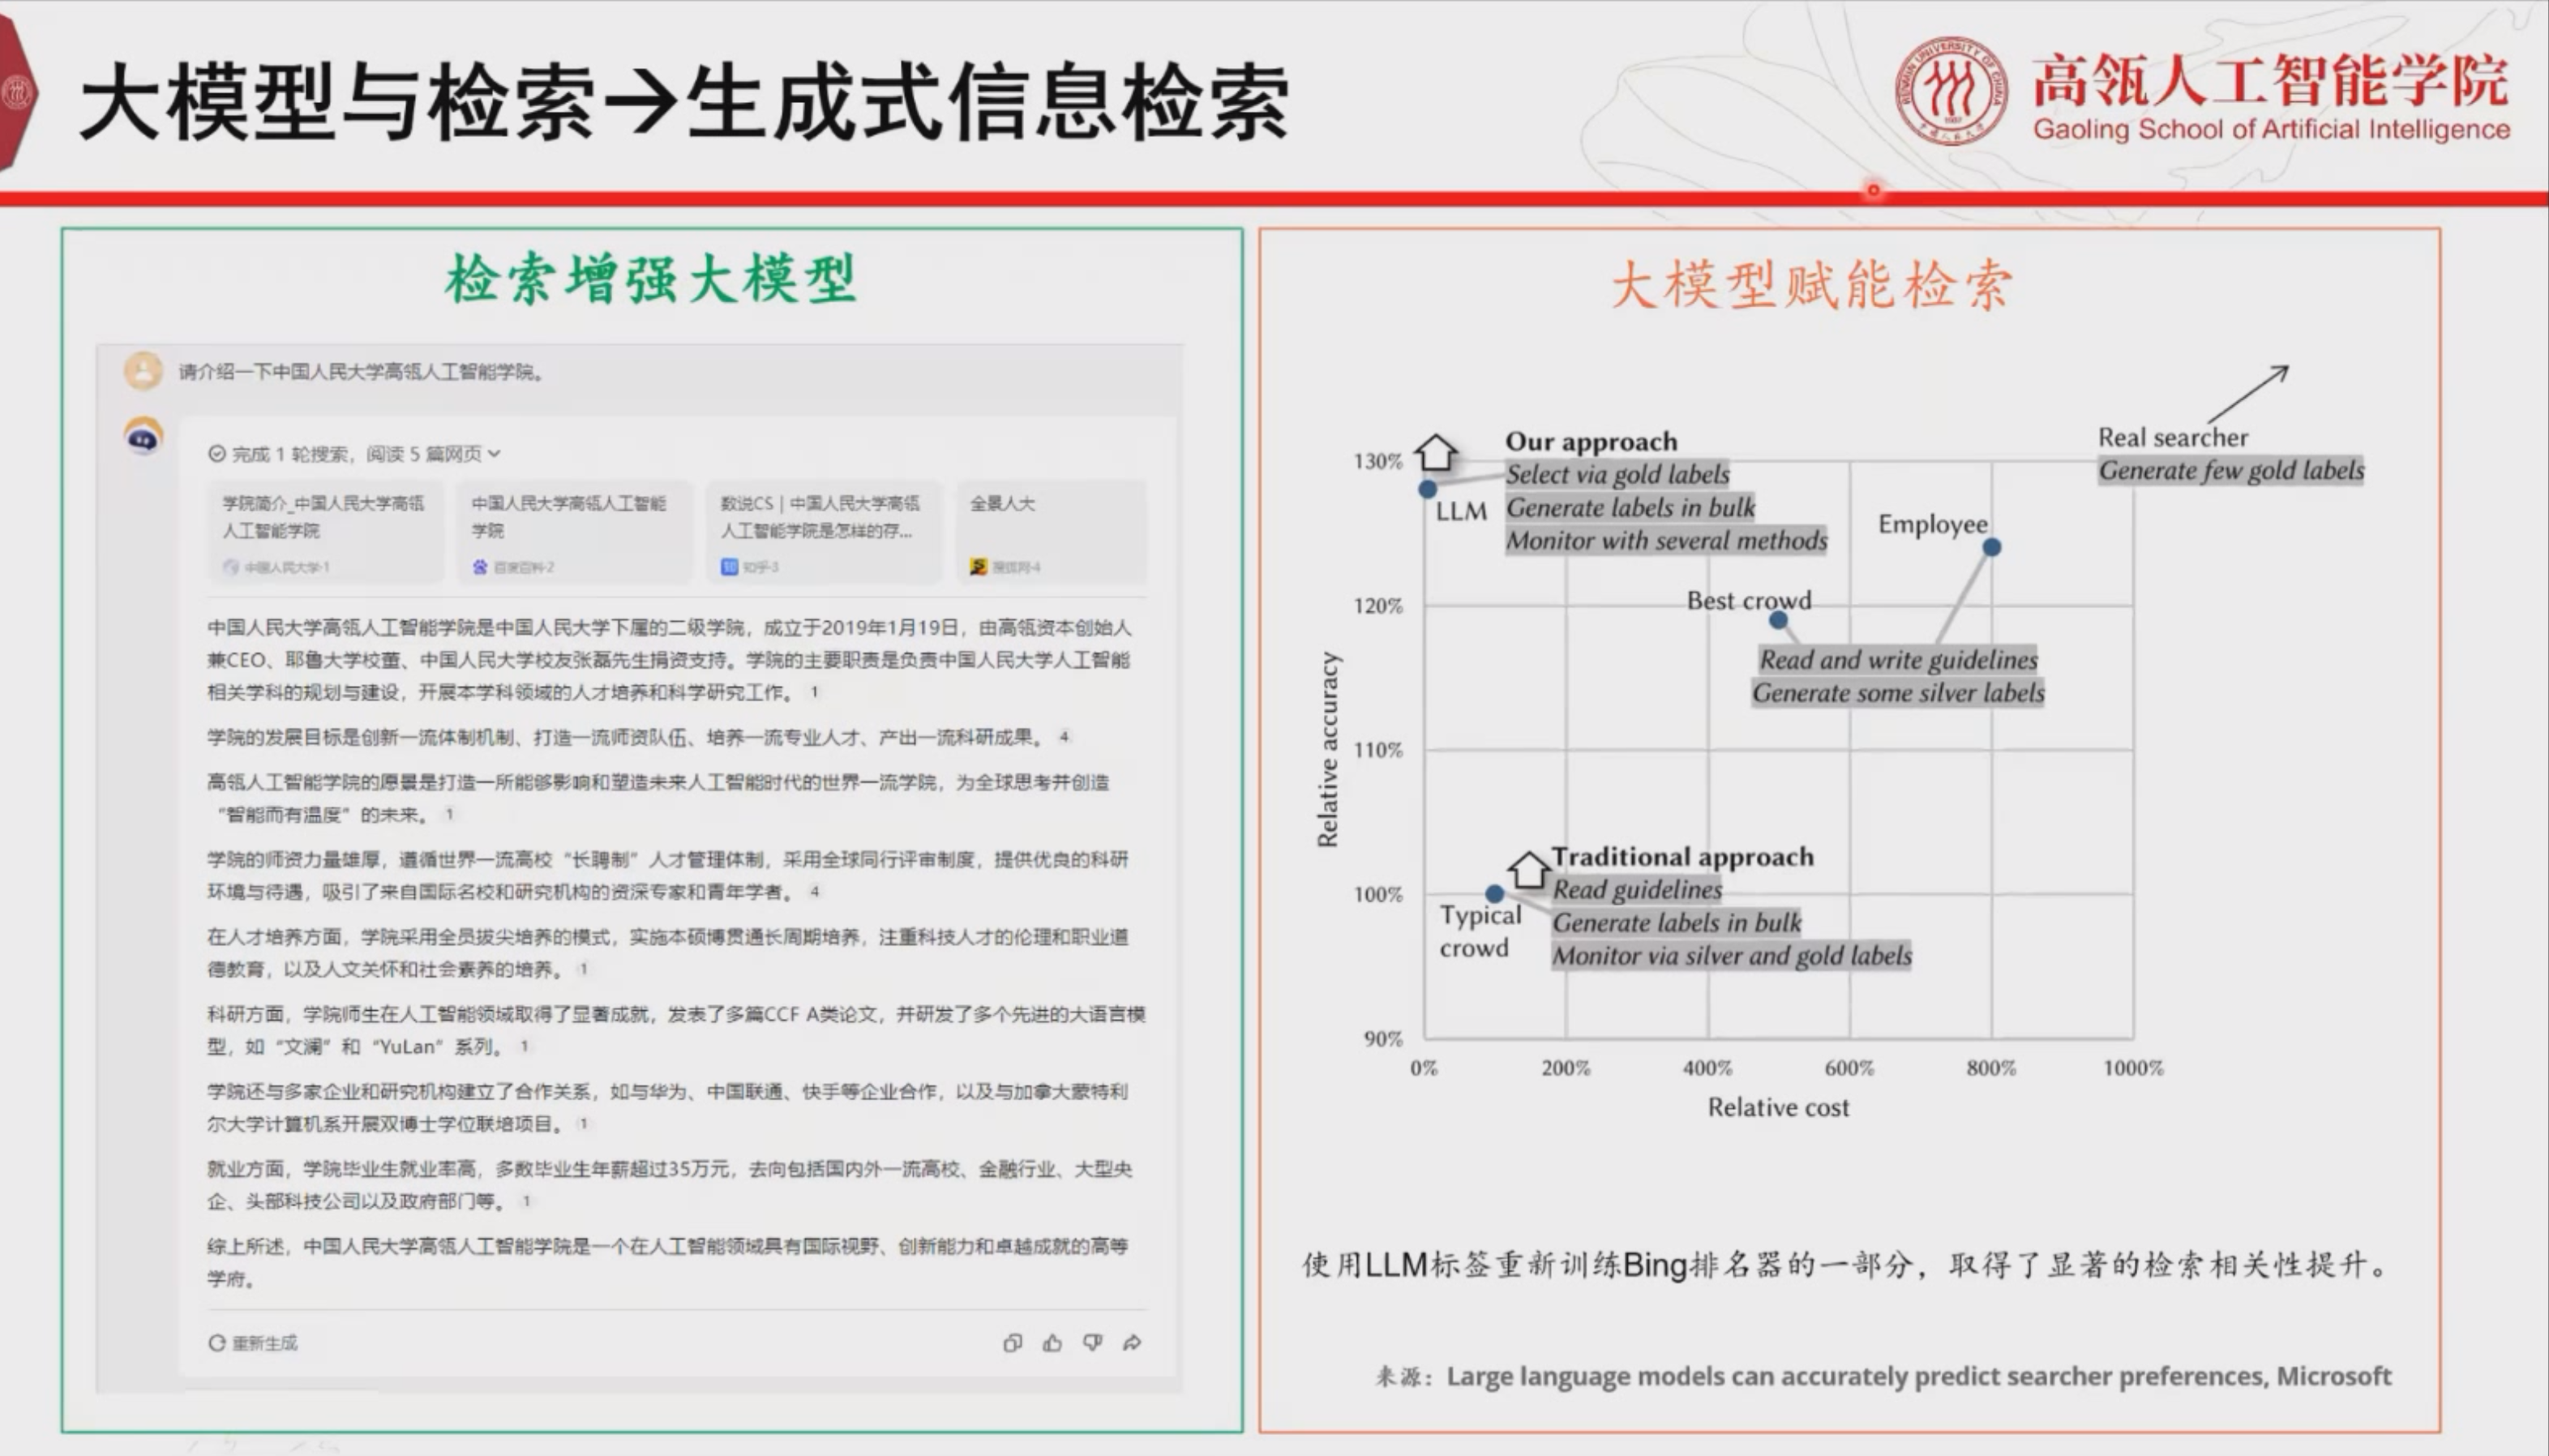 大模型与检索→生成式信息检索
RENMIN UNIVERSITY OF CHINA
1937
高瓴人工智能学院
Gaoling School of Artificial Intelligence
检索增强大模型
请介绍一下中国人民大学高瓴人工智能学院。
完成 1 轮搜索，阅读 5 篇网页
学院简介_中国人民大学高瓴
人工智能学院
中国人民大学·1
中国人民大学高瓴人工智能
学院
百度百科·2
数说CS | 中国人民大学高瓴
人工智能学院是怎样的存...
知乎·3
全景人大
搜狐网·4
中国人民大学高瓴人工智能学院是中国人民大学下属的二级学院，成立于2019年1月19日，由高瓴资本创始人
兼CEO、耶鲁大学校董、中国人民大学校友张磊先生捐资支持。学院的主要职责是负责中国人民大学人工智能
相关学科的规划与建设，开展本学科领域的人才培养和科学研究工作。 1
学院的发展目标是创新一流体制机制、打造一流师资队伍、培养一流专业人才、产出一流科研成果。 4
高瓴人工智能学院的愿景是打造一所能够影响和塑造未来人工智能时代的世界一流学院，为全球思考并创造
“智能而有温度”的未来。 1
学院的师资力量雄厚，遵循世界一流高校“长聘制”人才管理体制，采用全球同行评审制度，提供优良的科研
环境与待遇，吸引了来自国际名校和研究机构的资深专家和青年学者。 4
在人才培养方面，学院采用全员拔尖培养的模式，实施本硕博贯通长周期培养，注重科技人才的伦理和职业道
德教育，以及人文关怀和社会素养的培养。 1
科研方面，学院师生在人工智能领域取得了显著成就，发表了多篇CCF A类论文，并研发了多个先进的大语言模
型，如“文澜”和“YuLan”系列。 1
学院还与多家企业和研究机构建立了合作关系，如与华为、中国联通、快手等企业合作，以及与加拿大蒙特利
尔大学计算机系开展双博士学位联培项目。 1
就业方面，学院毕业生就业率高，多数毕业生年薪超过35万元，去向包括国内外一流高校、金融行业、大型央
企、头部科技公司以及政府部门等。 1
综上所述，中国人民大学高瓴人工智能学院是一个在人工智能领域具有国际视野、创新能力和卓越成就的高等
学府。
重新生成
大模型赋能检索
Real searcher
Generate few gold labels
Our approach
Select via gold labels
Generate labels in bulk
Monitor with several methods
LLM
Employee
Best crowd
Read and write guidelines
Generate some silver labels
Traditional approach
Read guidelines
Generate labels in bulk
Monitor via silver and gold labels
Typical
crowd
Relative accuracy
130%
120%
110%
100%
90%
0%
200%
400%
600%
800%
1000%
Relative cost
使用LLM标签重新训练Bing排名器的一部分，取得了显著的检索相关性提升。
来源：Large language models can accurately predict searcher preferences, Microsoft